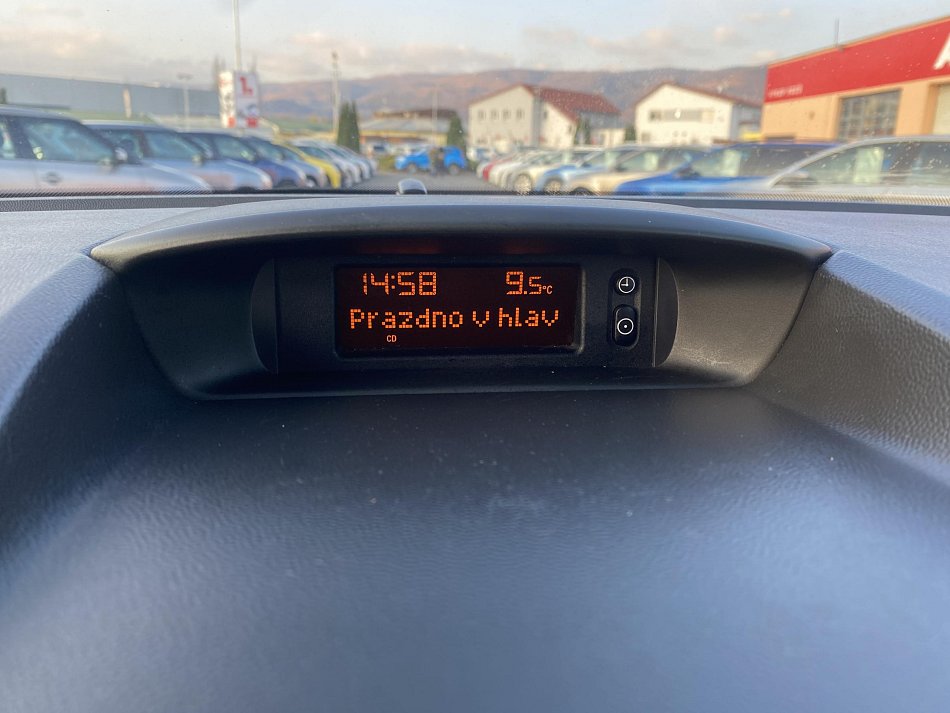 14:58 9.5°C
Prazdno v hlav
CD